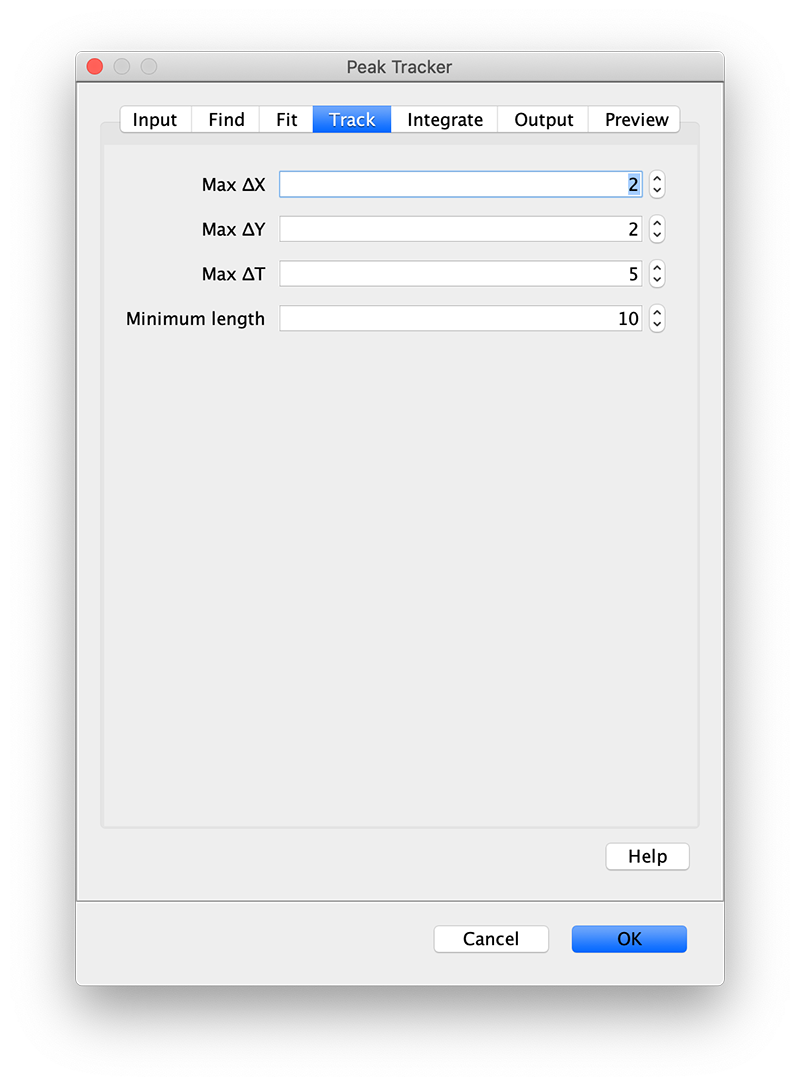 Peak Tracker
Input Find Fit Track Integrate Output Preview
Max ΔX 2
Max ΔY 2
Max ΔT 5
Minimum length 10
Help
Cancel OK